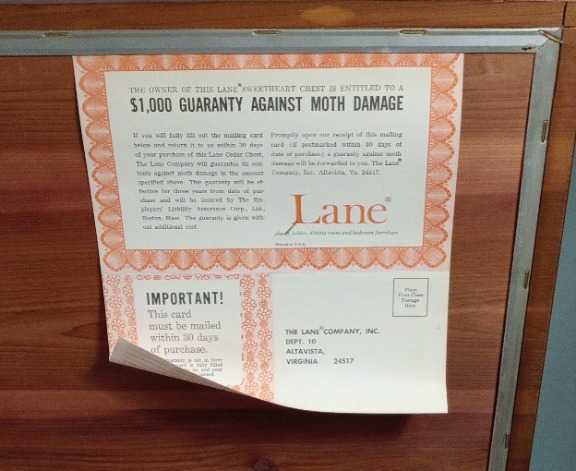 THE OWNER OF THIS LANE® SWEETHEART CHEST IS ENTITLED TO A
$1,000 GUARANTY AGAINST MOTH DAMAGE
If you will fully fill out the mailing card
below and return it to us within 30 days
of your purchase of this Lane Cedar Chest,
The Lane Company will guarantee its con-
tents against moth damage in the amount
specified above. This guaranty will be ef-
fective for three years from date of pur-
chase and will be insured by The Em-
ployers' Liability Assurance Corp., Ltd.,
Boston, Mass. The guaranty is given with-
out additional cost.
Promptly upon our receipt of this mailing
card (if postmarked within 30 days of
date of purchase) a guaranty against moth
damage will be forwarded to you. The Lane®
Company, Inc., Altavista, Va. 24517.
Lane®
tables, dining room and bedroom furniture
Printed in U.S.A.
IMPORTANT!
This card
must be mailed
within 30 days
of purchase.
Place
First Class
Postage
Here
THE LANE® COMPANY, INC.
DEPT. 10
ALTAVISTA,
VIRGINIA 24517